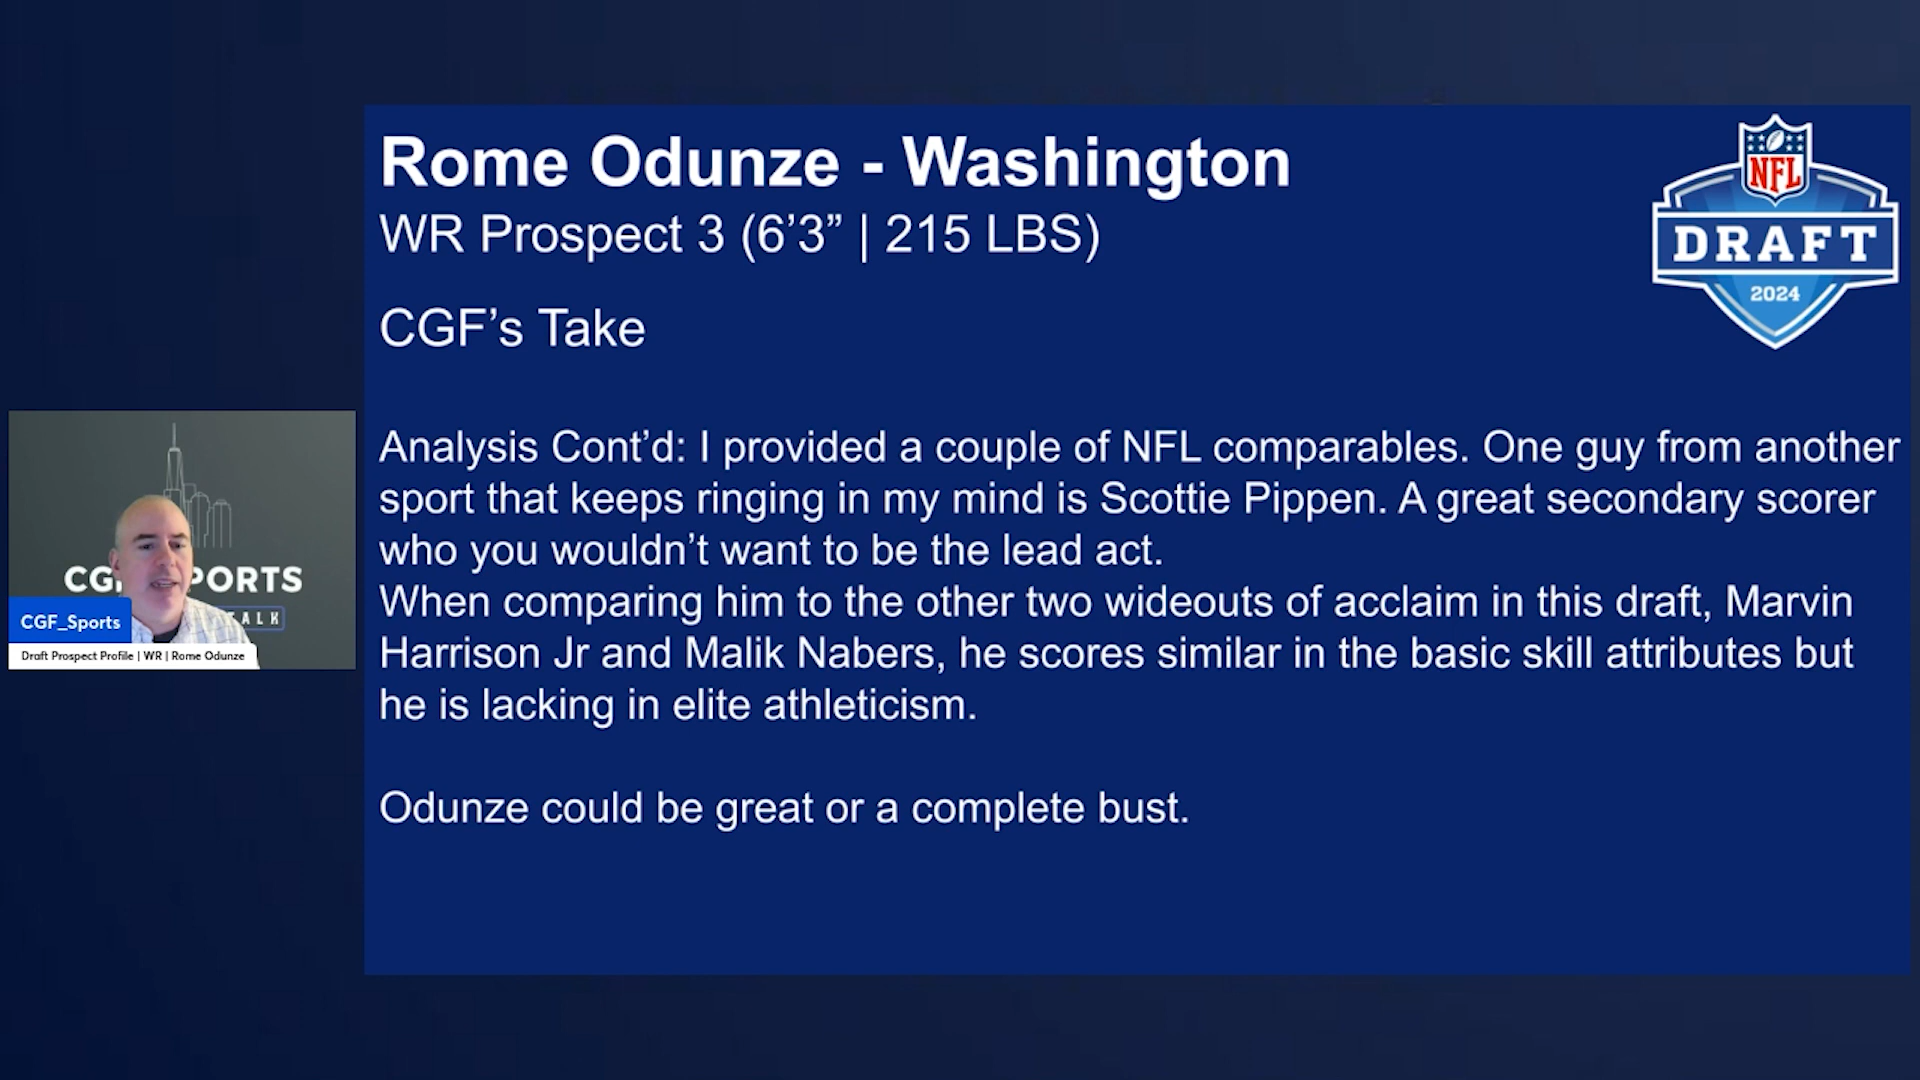 Rome Odunze - Washington
WR Prospect 3 (6’3” | 215 LBS)
NFL
DRAFT
2024
CGF’s Take
Analysis Cont’d: I provided a couple of NFL comparables. One guy from another
sport that keeps ringing in my mind is Scottie Pippen. A great secondary scorer
who you wouldn’t want to be the lead act.
When comparing him to the other two wideouts of acclaim in this draft, Marvin
Harrison Jr and Malik Nabers, he scores similar in the basic skill attributes but
he is lacking in elite athleticism.
Odunze could be great or a complete bust.
CGF_Sports
Draft Prospect Profile | WR | Rome Odunze